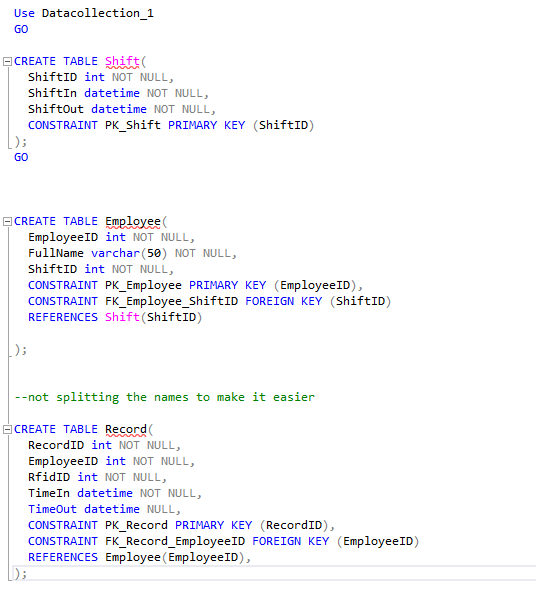 Use Datacollection_1
GO
CREATE TABLE Shift(
ShiftID int NOT NULL,
ShiftIn datetime NOT NULL,
ShiftOut datetime NOT NULL,
CONSTRAINT PK_Shift PRIMARY KEY (ShiftID)
);
GO
CREATE TABLE Employee(
EmployeeID int NOT NULL,
FullName varchar(50) NOT NULL,
ShiftID int NOT NULL,
CONSTRAINT PK_Employee PRIMARY KEY (EmployeeID),
CONSTRAINT FK_Employee_ShiftID FOREIGN KEY (ShiftID)
REFERENCES Shift(ShiftID)
);
--not splitting the names to make it easier
CREATE TABLE Record(
RecordID int NOT NULL,
EmployeeID int NOT NULL,
RfidID int NOT NULL,
TimeIn datetime NOT NULL,
TimeOut datetime NULL,
CONSTRAINT PK_Record PRIMARY KEY (RecordID),
CONSTRAINT FK_Record_EmployeeID FOREIGN KEY (EmployeeID)
REFERENCES Employee(EmployeeID),
);